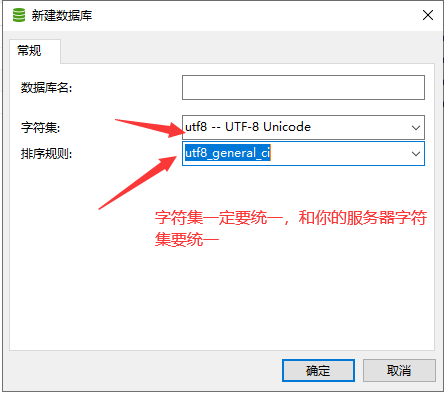 新建数据库
常规
数据库名:
字符集:
utf8 -- UTF-8 Unicode
排序规则:
utf8_general_ci
字符集一定要统一，和你的服务器字符
集要统一
确定
取消